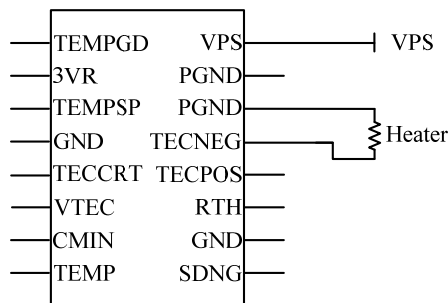 TEMPGD VPS VPS
3VR PGND
TEMPSP PGND
GND TECNEG Heater
TECCRT TECPOS
VTEC RTH
CMIN GND
TEMP SDNG